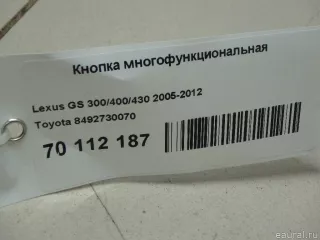 Кнопка многофункциональная
Lexus GS 300/400/430 2005-2012
Toyota 8492730070
70 112 187
eaural.ru